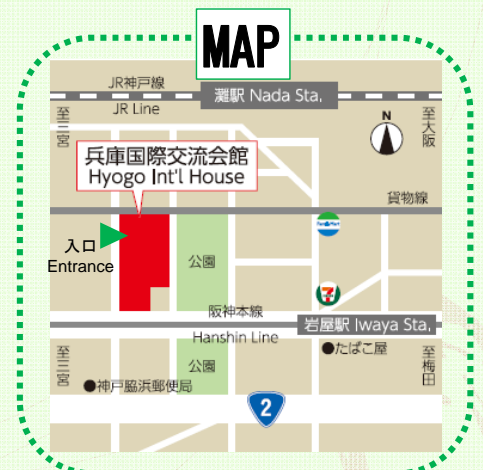 MAP
JR神戸線
JR Line
灘駅 Nada Sta.
至三宮
至大阪
N
兵庫国際交流会館
Hyogo Int'l House
貨物線
FamilyMart
入口
Entrance
公園
7
ELEVEN
阪神本線
Hanshin Line
岩屋駅 Iwaya Sta.
至三宮
公園
●たばこ屋
至梅田
●神戸脇浜郵便局
2